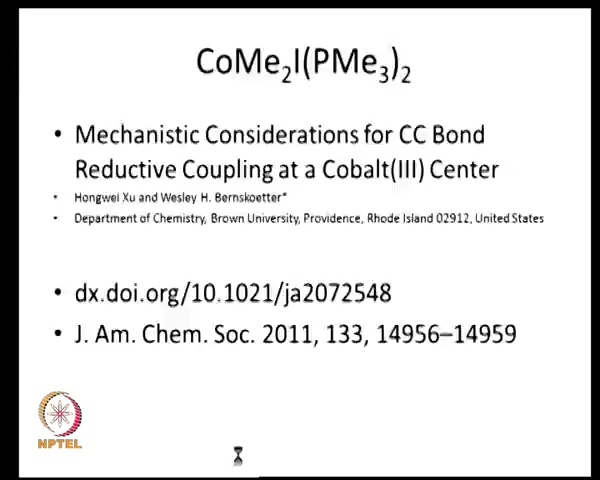 CoMe₂I(PMe₃)₂
• Mechanistic Considerations for CC Bond
Reductive Coupling at a Cobalt(III) Center
• Hongwei Xu and Wesley H. Bernskoetter*
• Department of Chemistry, Brown University, Providence, Rhode Island 02912, United States
• dx.doi.org/10.1021/ja2072548
• J. Am. Chem. Soc. 2011, 133, 14956–14959
NPTEL